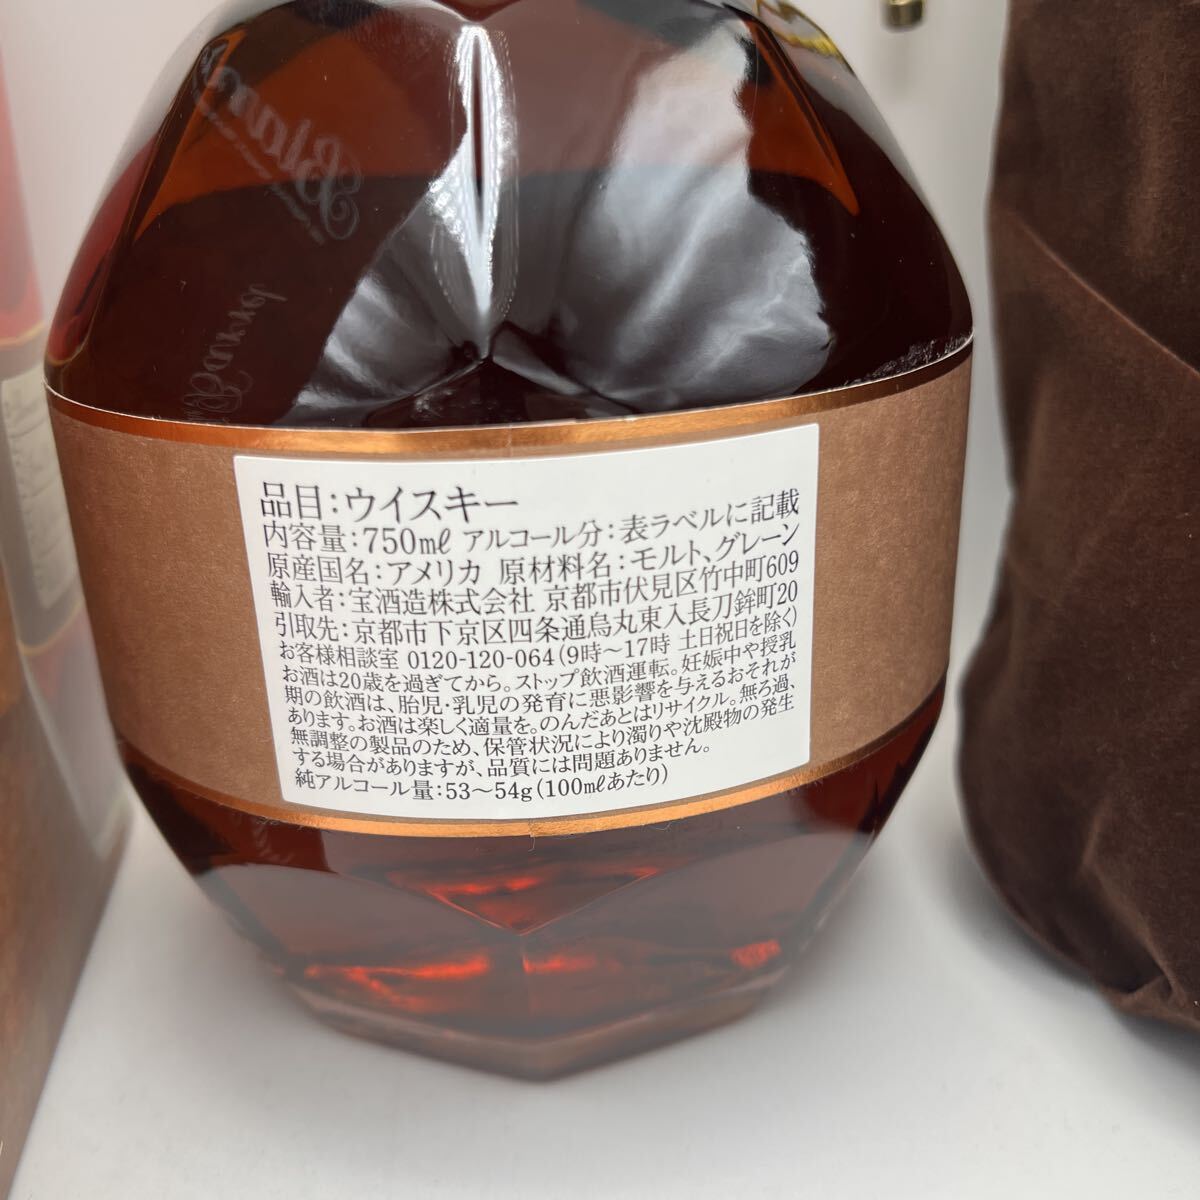 品目:ウイスキー
内容量:750mℓ アルコール分:表ラベルに記載
原産国名:アメリカ 原材料名:モルト、グレーン
輸入者:宝酒造株式会社 京都市伏見区竹中町609
引取先:京都市下京区四条通烏丸東入長刀鉾町20
お客様相談室 0120-120-064(9時～17時 土日祝日を除く)
お酒は20歳を過ぎてから。ストップ飲酒運転。妊娠中や授乳
期の飲酒は、胎児・乳児の発育に悪影響を与えるおそれが
あります。お酒は楽しく適量を。のんだあとはリサイクル。無ろ過、
無調整の製品のため、保管状況により濁りや沈殿物の発生
する場合がありますが、品質には問題ありません。
純アルコール量:53～54g(100mℓあたり)